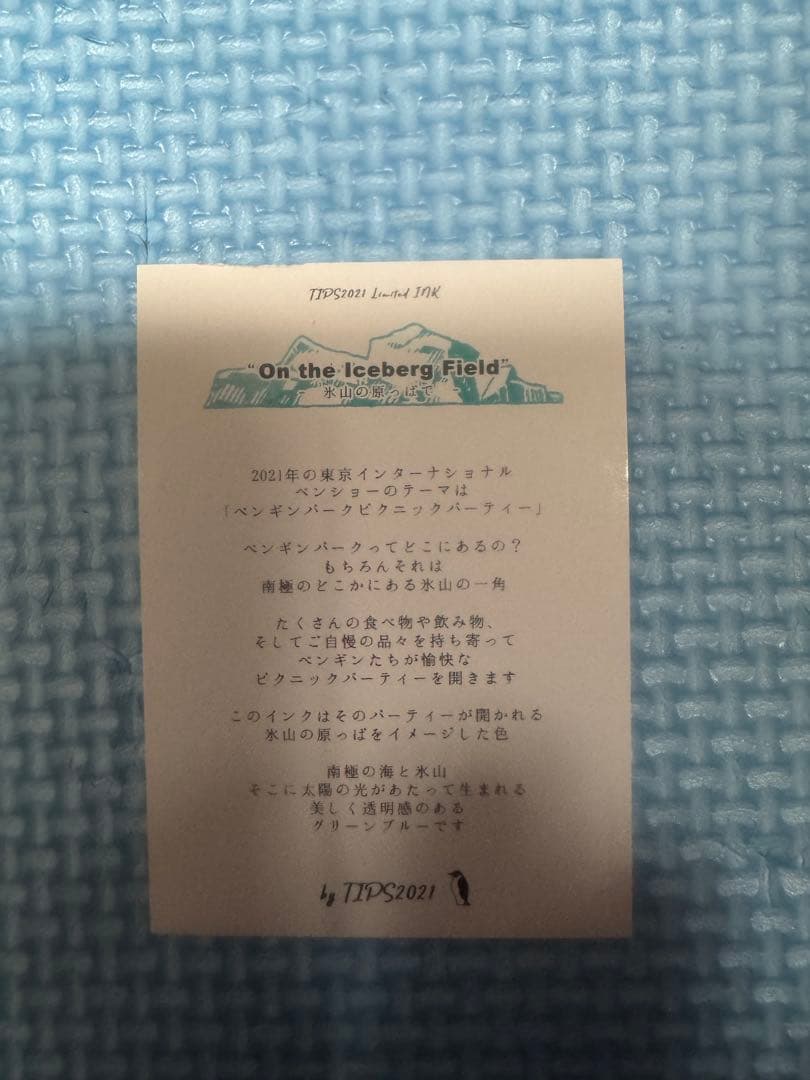 TIPS2021 Limited INK
"On the Iceberg Field"
氷山の原っぱで
2021年の東京インターナショナル
ペンショーのテーマは
「ペンギンパークピクニックパーティー」
ペンギンパークってどこにあるの？
もちろんそれは
南極のどこかにある氷山の一角
たくさんの食べ物や飲み物、
そしてご自慢の品々を持ち寄って
ペンギンたちが愉快な
ピクニックパーティーを開きます
このインクはそのパーティーが開かれる
氷山の原っぱをイメージした色
南極の海と氷山
そこに太陽の光があたって生まれる
美しく透明感のある
グリーンブルーです
by TIPS2021